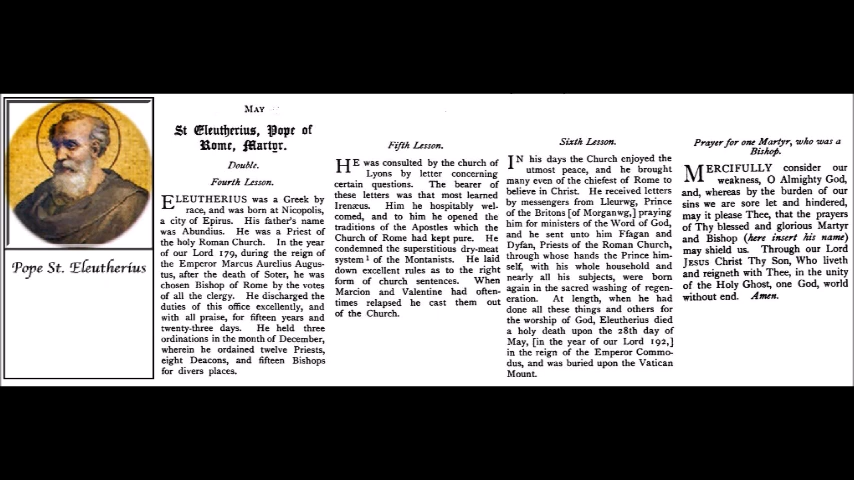 Pope St. Eleutherius
MAY
St Eleutherius, Pope of
Rome, Martyr.
Double.
Fourth Lesson.
ELEUTHERIUS was a Greek by
race, and was born at Nicopolis,
a city of Epirus. His father's name
was Abundius. He was a Priest of
the holy Roman Church. In the year
of our Lord 179, during the reign of
the Emperor Marcus Aurelius Augus-
tus, after the death of Soter, he was
chosen Bishop of Rome by the votes
of all the clergy. He discharged the
duties of this office excellently, and
with all praise, for fifteen years and
twenty-three days. He held three
ordinations in the month of December,
wherein he ordained twelve Priests,
eight Deacons, and fifteen Bishops
for divers places.
Fifth Lesson.
HE was consulted by the church of
Lyons by letter concerning
certain questions. The bearer of
these letters was that most learned
Irenæus. Him he hospitably wel-
comed, and to him he opened the
traditions of the Apostles which the
Church of Rome had kept pure. He
condemned the superstitious dry-meat
system¹ of the Montanists. He laid
down excellent rules as to the right
form of church sentences. When
Marcion and Valentine had often-
times relapsed he cast them out
of the Church.
Sixth Lesson.
IN his days the Church enjoyed the
utmost peace, and he brought
many even of the chiefest of Rome to
believe in Christ. He received letters
by messengers from Lleurwg, Prince
of the Britons [of Morganwg,] praying
him for ministers of the Word of God,
and he sent unto him Ffagan and
Dyfan, Priests of the Roman Church,
through whose hands the Prince him-
self, with his whole household and
nearly all his subjects, were born
again in the sacred washing of regen-
eration. At length, when he had
done all these things and others for
the worship of God, Eleutherius died
a holy death upon the 28th day of
May, [in the year of our Lord 192,]
in the reign of the Emperor Commo-
dus, and was buried upon the Vatican
Mount.
Prayer for one Martyr, who was a
Bishop.
MERCIFULLY consider our
weakness, O Almighty God,
and, whereas by the burden of our
sins we are sore let and hindered,
may it please Thee, that the prayers
of Thy blessed and glorious Martyr
and Bishop (here insert his name)
may shield us. Through our Lord
JESUS Christ Thy Son, Who liveth
and reigneth with Thee, in the unity
of the Holy Ghost, one God, world
without end. Amen.